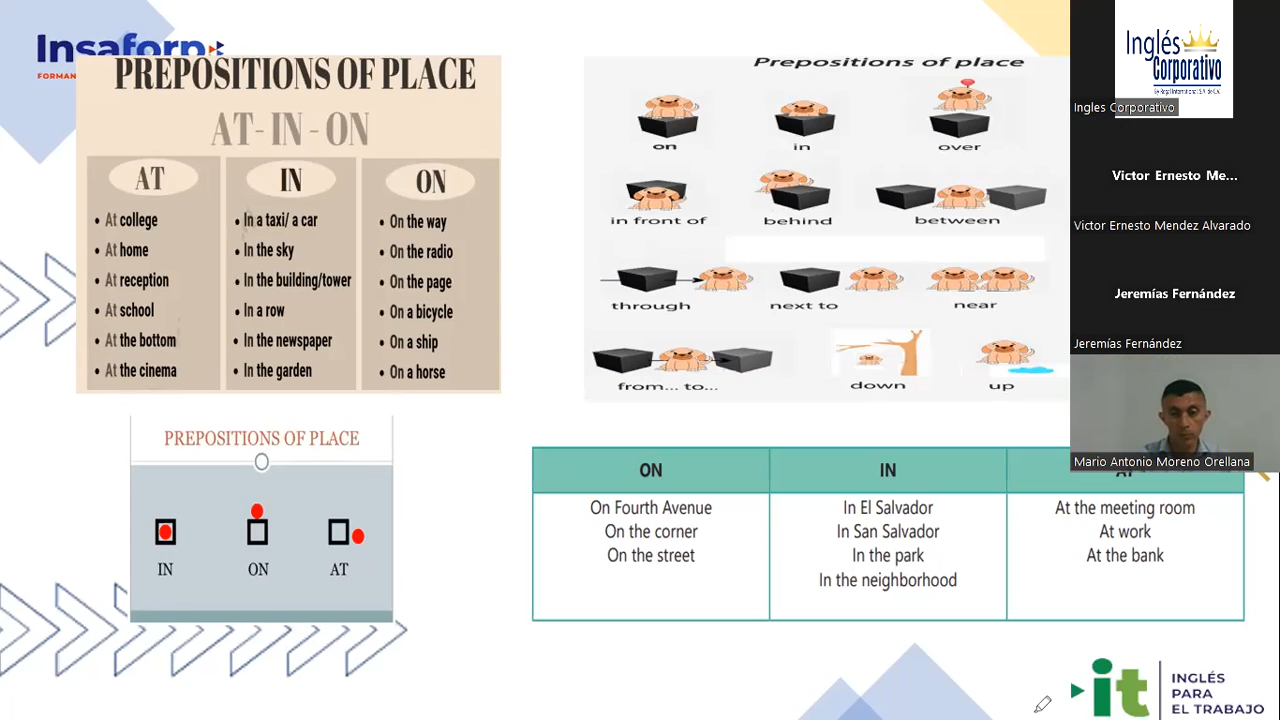 Insaforp
FORMAN
PREPOSITIONS OF PLACE
AT- IN - ON
AT
IN
ON
• At college
• At home
• At reception
• At school
• At the bottom
• At the cinema
• In a taxi/ a car
• In the sky
• In the building/tower
• In a row
• In the newspaper
• In the garden
• On the way
• On the radio
• On the page
• On a bicycle
• On a ship
• On a horse
Prepositions of place
on
in
over
in front of
behind
between
through
next to
near
from... to...
down
up
PREPOSITIONS OF PLACE
IN
ON
AT
ON
IN
AT
On Fourth Avenue
On the corner
On the street
In El Salvador
In San Salvador
In the park
In the neighborhood
At the meeting room
At work
At the bank
Inglés
Corporativo
Ingles Corporativo
Victor Ernesto Me...
Victor Ernesto Mendez Alvarado
Jeremías Fernández
Jeremías Fernández
Mario Antonio Moreno Orellana
it
INGLÉS
PARA
EL TRABAJO